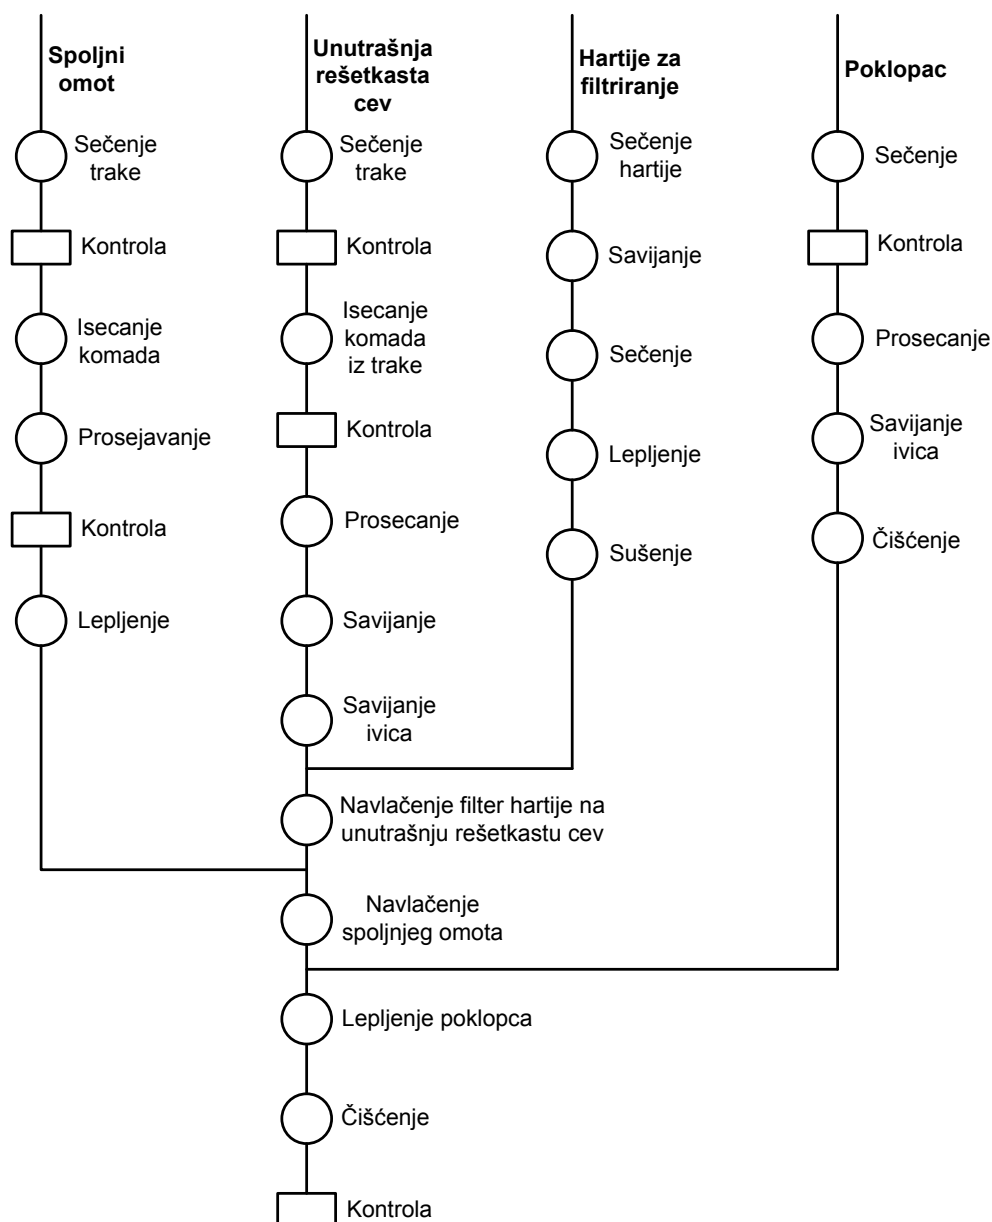 Spoljni
omot
Sečenje
trake
Kontrola
Isecanje
komada
Prosejavanje
Kontrola
Lepljenje
Unutrašnja
rešetkasta
cev
Sečenje
trake
Kontrola
Isecanje
komada
iz trake
Kontrola
Prosecanje
Savijanje
Savijanje
ivica
Hartije za
filtriranje
Sečenje
hartije
Savijanje
Sečenje
Lepljenje
Sušenje
Poklopac
Sečenje
Kontrola
Prosecanje
Savijanje
ivica
Čišćenje
Navlačenje filter hartije na
unutrašnju rešetkastu cev
Navlačenje
spoljnjeg omota
Lepljenje poklopca
Čišćenje
Kontrola